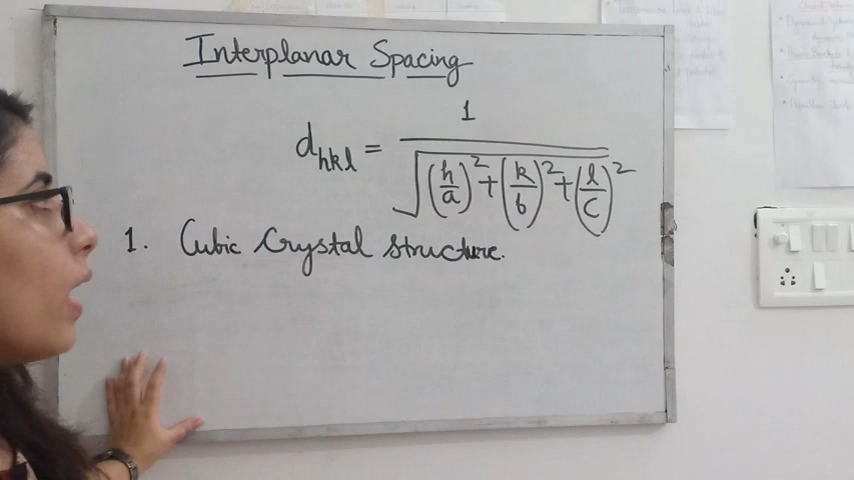 Interplanar Spacing
d_hkl = 1 / √((h/a)² + (k/b)² + (l/c)²)
1. Cubic Crystal structure.